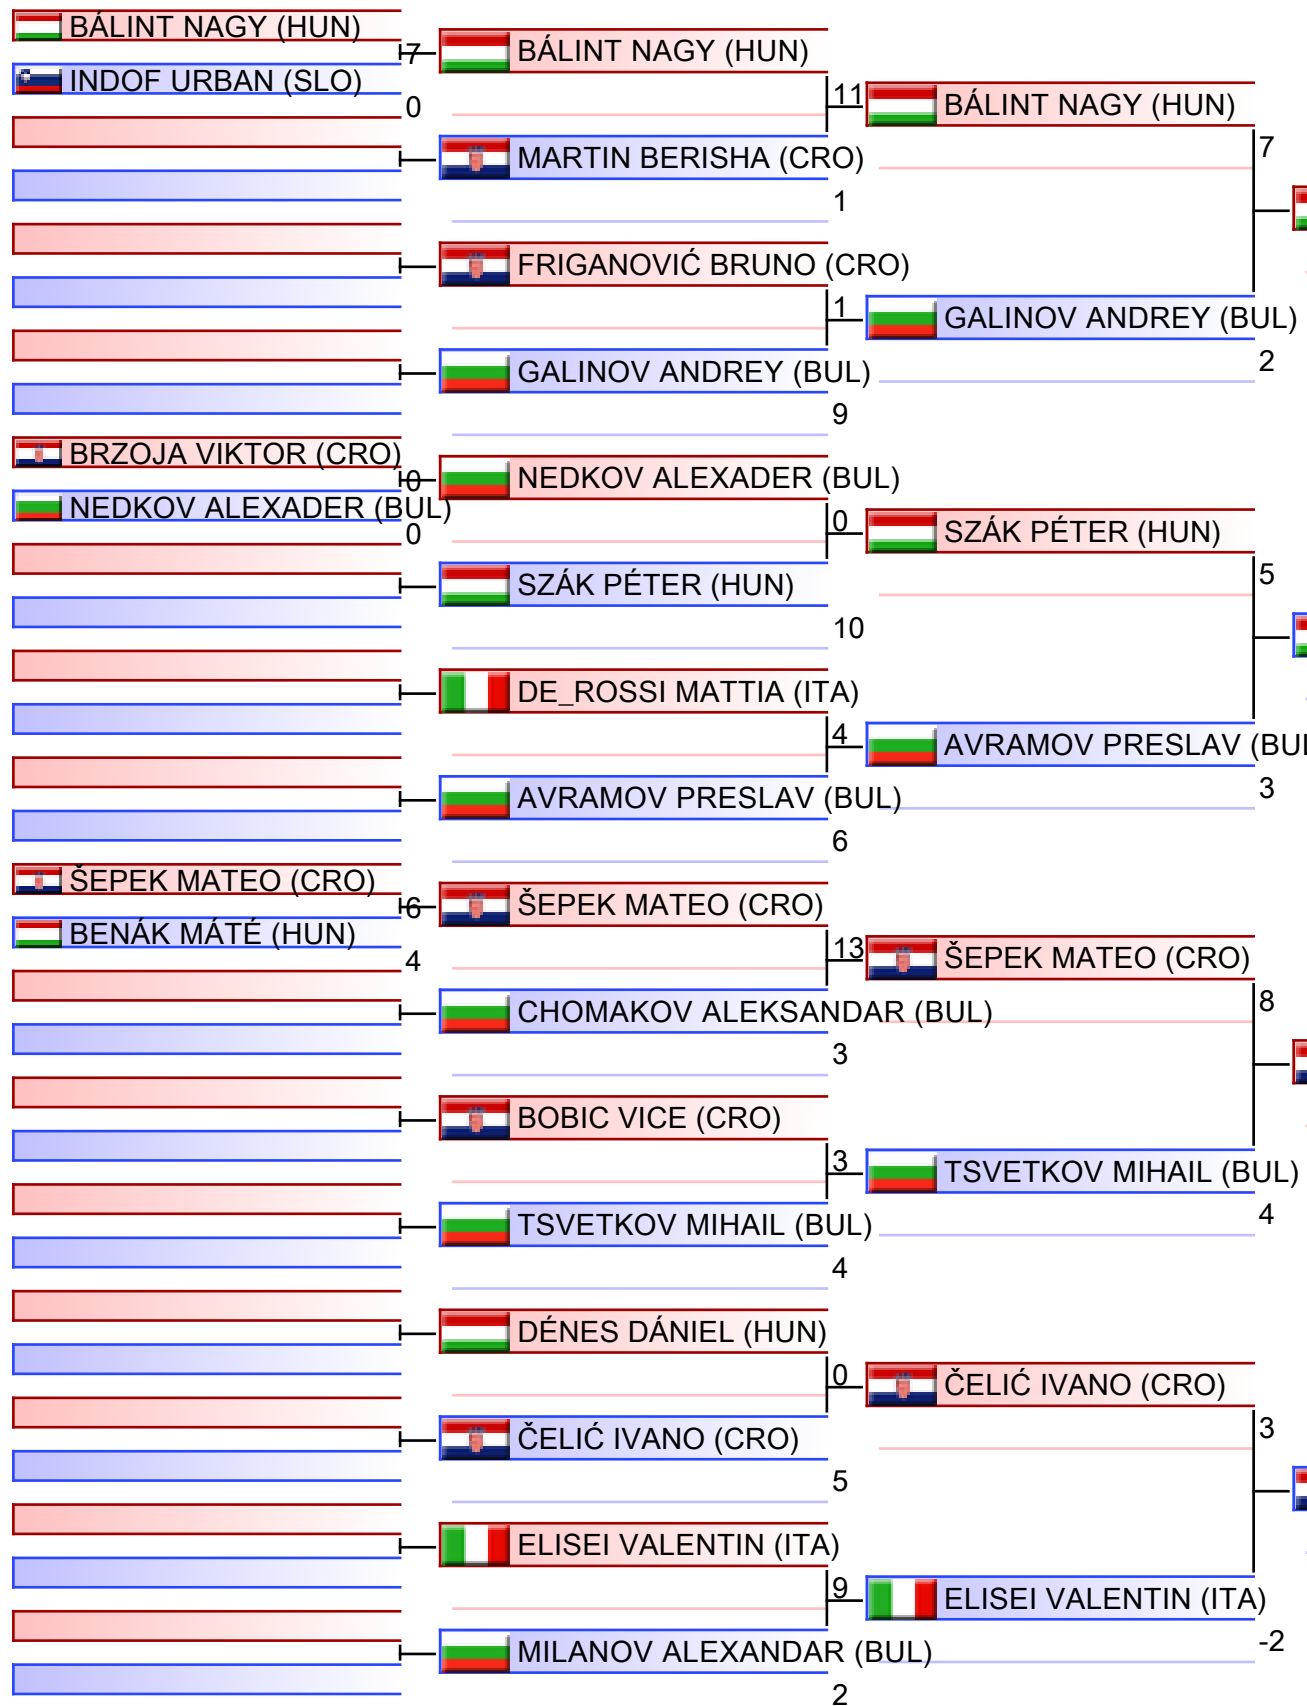 BÁLINT NAGY (HUN)
7
INDOF URBAN (SLO)
0
BRZOJA VIKTOR (CRO)
0
NEDKOV ALEXADER (BUL)
0
ŠEPEK MATEO (CRO)
6
BENÁK MÁTÉ (HUN)
4
BÁLINT NAGY (HUN)
11
MARTIN BERISHA (CRO)
1
FRIGANOVIĆ BRUNO (CRO)
1
GALINOV ANDREY (BUL)
9
NEDKOV ALEXADER (BUL)
0
SZÁK PÉTER (HUN)
10
DE_ROSSI MATTIA (ITA)
4
AVRAMOV PRESLAV (BUL)
6
ŠEPEK MATEO (CRO)
13
CHOMAKOV ALEKSANDAR (BUL)
3
BOBIC VICE (CRO)
3
TSVETKOV MIHAIL (BUL)
4
DÉNES DÁNIEL (HUN)
0
ČELIĆ IVANO (CRO)
5
ELISEI VALENTIN (ITA)
9
MILANOV ALEXANDAR (BUL)
2
BÁLINT NAGY (HUN)
7
GALINOV ANDREY (BUL)
2
SZÁK PÉTER (HUN)
5
AVRAMOV PRESLAV (BUL
3
ŠEPEK MATEO (CRO)
8
TSVETKOV MIHAIL (BUL)
4
ČELIĆ IVANO (CRO)
3
ELISEI VALENTIN (ITA)
-2